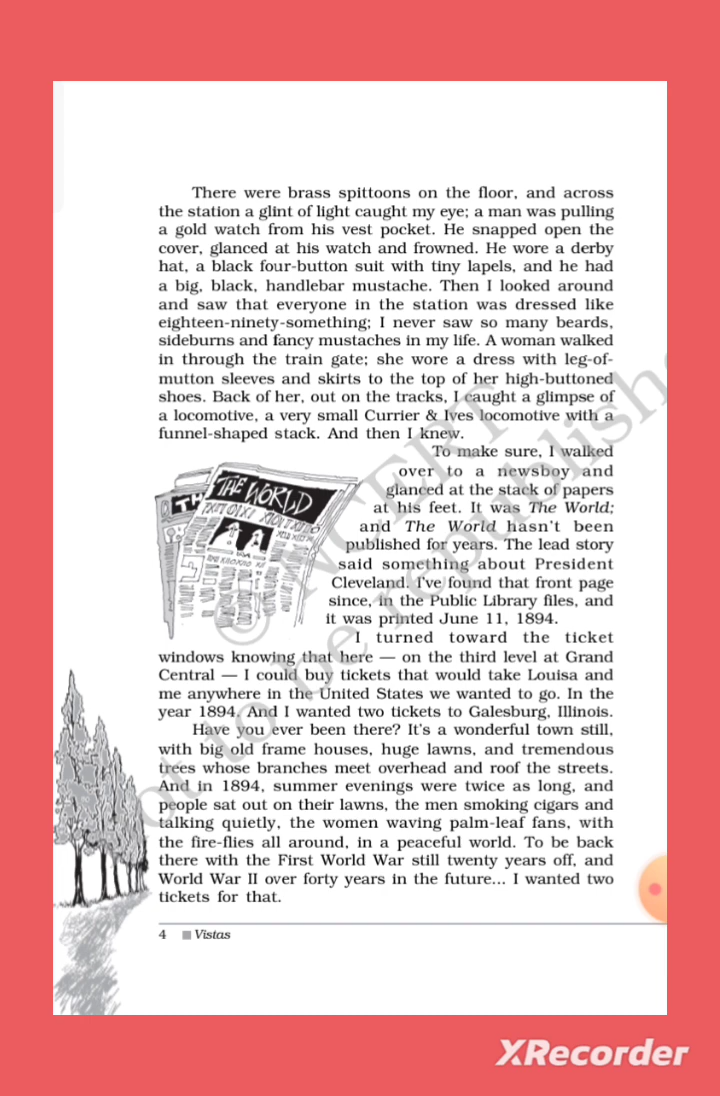 There were brass spittoons on the floor, and across
the station a glint of light caught my eye; a man was pulling
a gold watch from his vest pocket. He snapped open the
cover, glanced at his watch and frowned. He wore a derby
hat, a black four-button suit with tiny lapels, and he had
a big, black, handlebar mustache. Then I looked around
and saw that everyone in the station was dressed like
eighteen-ninety-something; I never saw so many beards,
sideburns and fancy mustaches in my life. A woman walked
in through the train gate; she wore a dress with leg-of-
mutton sleeves and skirts to the top of her high-buttoned
shoes. Back of her, out on the tracks, I caught a glimpse of
a locomotive, a very small Currier & Ives locomotive with a
funnel-shaped stack. And then I knew.
To make sure, I walked
over to a newsboy and
glanced at the stack of papers
at his feet. It was The World;
and The World hasn't been
published for years. The lead story
said something about President
Cleveland. I've found that front page
since, in the Public Library files, and
it was printed June 11, 1894.
TH
THE WORLD
I turned toward the ticket
windows knowing that here — on the third level at Grand
Central — I could buy tickets that would take Louisa and
me anywhere in the United States we wanted to go. In the
year 1894. And I wanted two tickets to Galesburg, Illinois.
Have you ever been there? It's a wonderful town still,
with big old frame houses, huge lawns, and tremendous
trees whose branches meet overhead and roof the streets.
And in 1894, summer evenings were twice as long, and
people sat out on their lawns, the men smoking cigars and
talking quietly, the women waving palm-leaf fans, with
the fire-flies all around, in a peaceful world. To be back
there with the First World War still twenty years off, and
World War II over forty years in the future... I wanted two
tickets for that.
4 Vistas
© NCERT
not to be republishe
XRecorder